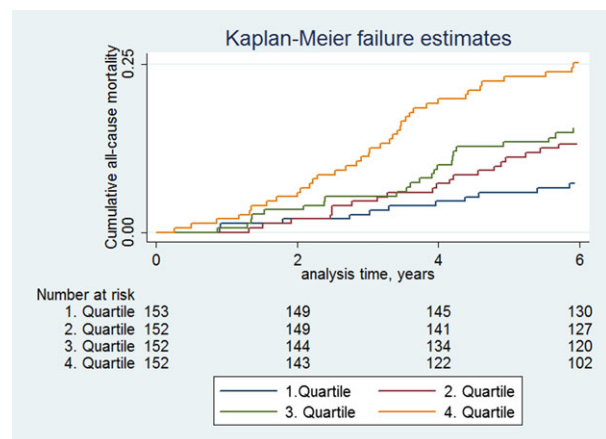 Kaplan-Meier failure estimates
Cumulative all-cause mortality
0.25
0.00
0 2 4 6
analysis time, years
Number at risk
1. Quartile 153 149 145 130
2. Quartile 152 149 141 127
3. Quartile 152 144 134 120
4. Quartile 152 143 122 102
1.Quartile 2. Quartile
3. Quartile 4. Quartile